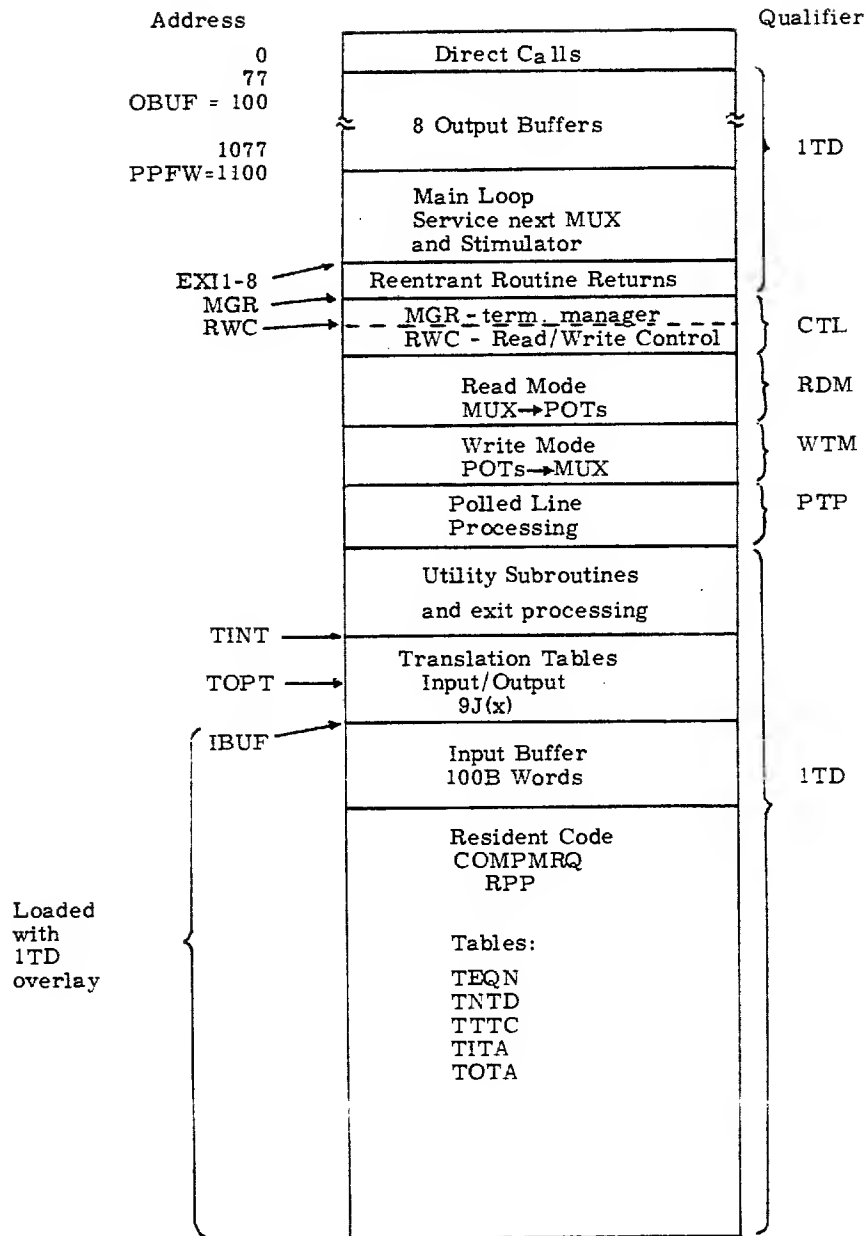 Address
Qualifier
0
Direct Calls
77
OBUF = 100
8 Output Buffers
1TD
1077
PPFW=1100
Main Loop
Service next MUX
and Stimulator
EXI1-8
Reentrant Routine Returns
MGR
MGR - term. manager
RWC
RWC - Read/Write Control
CTL
Read Mode
MUX→POTs
RDM
Write Mode
POTs→MUX
WTM
Polled Line
Processing
PTP
Utility Subroutines
and exit processing
TINT
Translation Tables
TOPT
Input/Output
9J(x)
IBUF
Input Buffer
100B Words
1TD
Resident Code
COMPMRQ
RPP
Loaded
with
1TD
overlay
Tables:
TEQN
TNTD
TTTC
TITA
TOTA